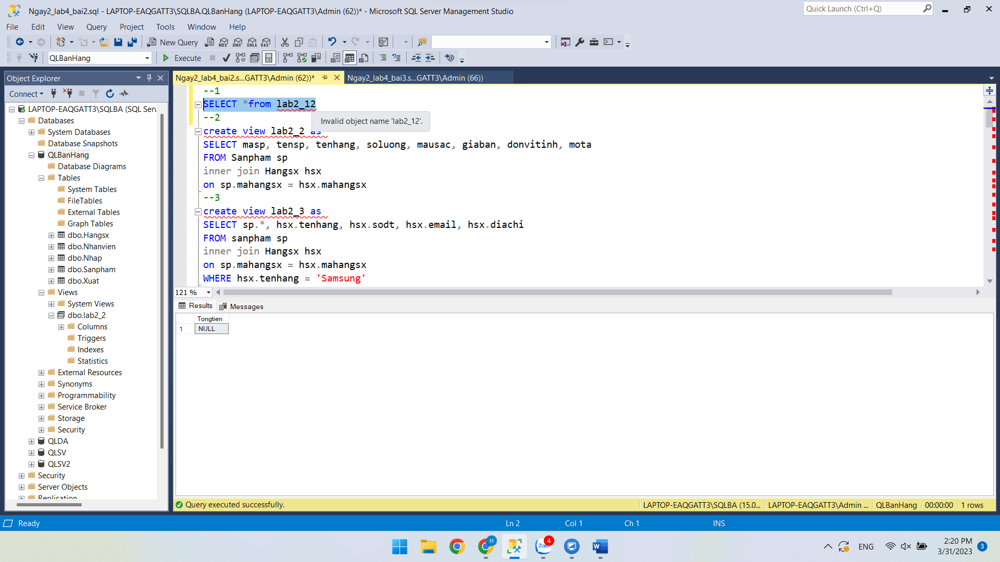 Ngay2_lab4_bai2.sql - LAPTOP-EAQGATT3\SQLBA.QLBanHang (LAPTOP-EAQGATT3\Admin (62))* - Microsoft SQL Server Management Studio
Quick Launch (Ctrl+Q)
File Edit View Query Project Tools Window Help
New Query MDX DMX XMLA DAX
QLBanHang Execute
Object Explorer
Connect
LAPTOP-EAQGATT3\SQLBA (SQL Serv
Databases
System Databases
Database Snapshots
QLBanHang
Database Diagrams
Tables
System Tables
FileTables
External Tables
Graph Tables
dbo.Hangsx
dbo.Nhanvien
dbo.Nhap
dbo.Sanpham
dbo.Xuat
Views
System Views
dbo.lab2_2
Columns
Triggers
Indexes
Statistics
External Resources
Synonyms
Programmability
Service Broker
Storage
Security
QLDA
QLSV
QLSV2
Security
Server Objects
Replication
Ngay2_lab4_bai2.s...GATT3\Admin (62))* Ngay2_lab4_bai3.s...GATT3\Admin (66))
--1
SELECT *from lab2_12
--2
Invalid object name 'lab2_12'.
create view lab2_2 as
SELECT masp, tensp, tenhang, soluong, mausac, giaban, donvitinh, mota
FROM Sanpham sp
inner join Hangsx hsx
on sp.mahangsx = hsx.mahangsx
--3
create view lab2_3 as
SELECT sp.*, hsx.tenhang, hsx.sodt, hsx.email, hsx.diachi
FROM sanpham sp
inner join Hangsx hsx
on sp.mahangsx = hsx.mahangsx
WHERE hsx.tenhang = 'Samsung'
121 %
Results Messages
Tongtien
1 NULL
Query executed successfully. LAPTOP-EAQGATT3\SQLBA (15.0... LAPTOP-EAQGATT3\Admin ... QLBanHang 00:00:00 1 rows
Ready Ln 2 Col 1 Ch 1 INS
H Zalo 4 W ENG 2:20 PM 3
3/31/2023